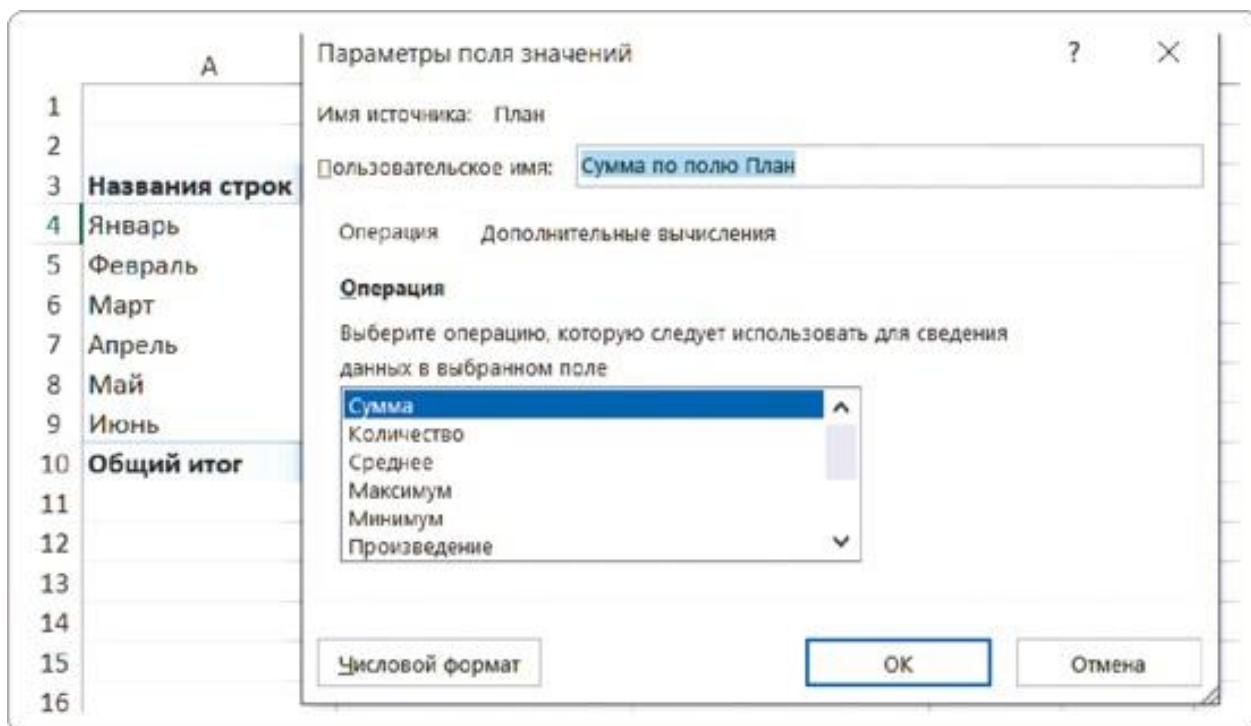 A
Параметры поля значений
?
1
Имя источника: План
2
Пользовательское имя: Сумма по полю План
3 Названия строк
4 Январь
Операция Дополнительные вычисления
5 Февраль
Операция
6 Март
Выберите операцию, которую следует использовать для сведения
7 Апрель
данных в выбранном поле
8 Май
Сумма
9 Июнь
Количество
10 Общий итог
Среднее
Максимум
11
Минимум
12
Произведение
13
14
15
Числовой формат
ОК
Отмена
16